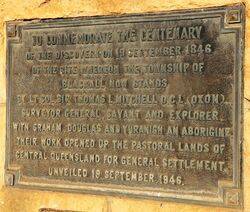 TO COMMEMORATE THE CENTENARY
OF THE DISCOVERY ON 19 SEPTEMBER, 1846,
OF THE SITE WHEREON THE TOWNSHIP OF
BLACKALL NOW STANDS
BY LT. COL. SIR THOMAS L. MITCHELL D.C.L. (OXON),
SURVEYOR GENERAL, SAVANT AND EXPLORER,
WITH GRAHAM, DOUGLAS AND YURANIGH AN ABORIGINE.
THEIR WORK OPENED UP THE PASTORAL LANDS OF
CENTRAL QUEENSLAND FOR GENERAL SETTLEMENT.
UNVEILED 19 SEPTEMBER, 1946.